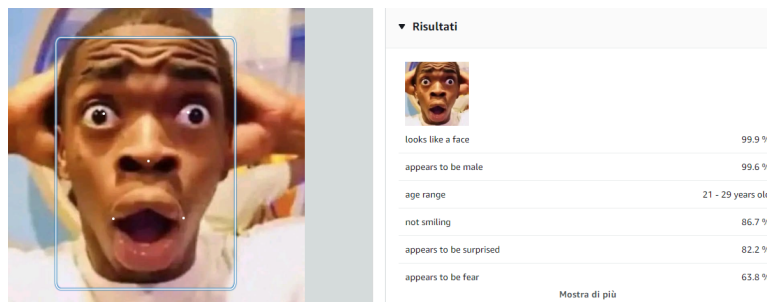 Risultati
looks like a face 99.9 %
appears to be male 99.6 %
age range 21 - 29 years old
not smiling 86.7 %
appears to be surprised 82.2 %
appears to be fear 63.8 %
Mostra di più